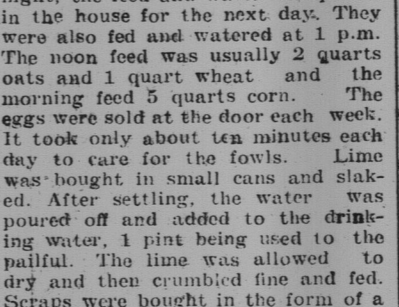 in the house for the next day. They
were also fed and watered at 1 p.m.
The noon feed was usually 2 quarts
oats and 1 quart wheat and the
morning feed 5 quarts corn. The
eggs were sold at the door each week.
It took only about ten minutes each
day to care for the fowls. Lime
was bought in small cans and slak-
ed. After settling, the water was
poured off and added to the drink-
ing water, 1 pint being used to the
pailful. The lime was allowed to
dry and then crumbled fine and fed.
Scraps were bought in the form of a